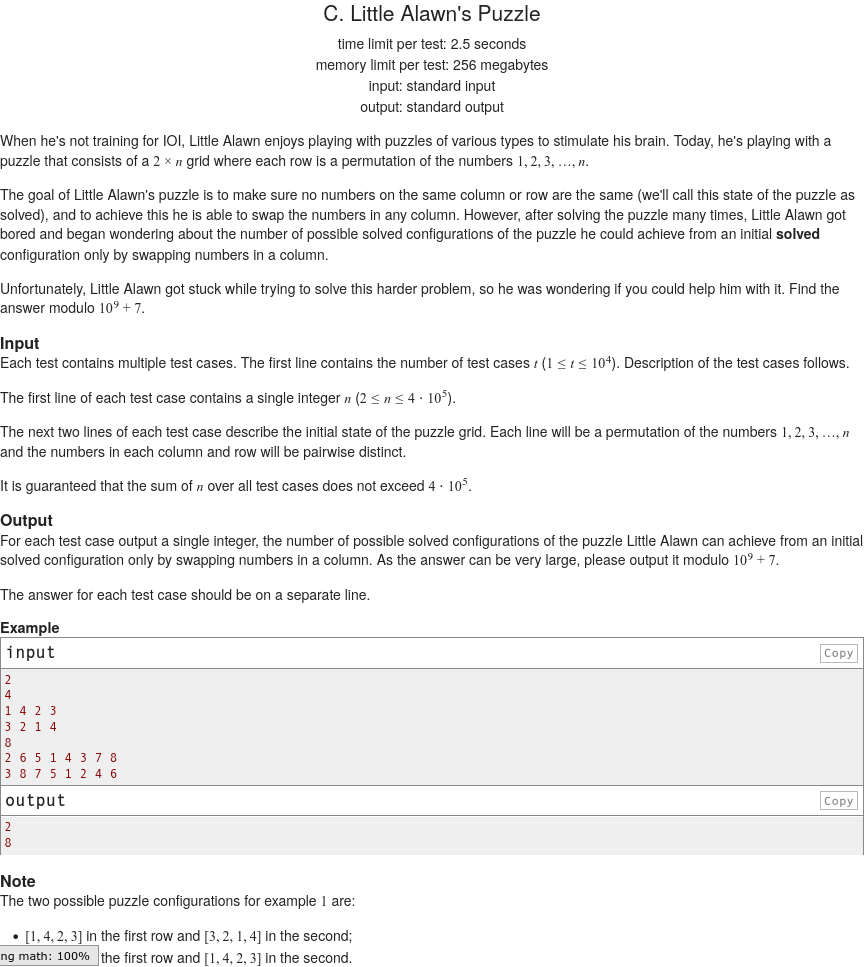 C. Little Alawn's Puzzle
time limit per test: 2.5 seconds
memory limit per test: 256 megabytes
input: standard input
output: standard output
When he's not training for IOI, Little Alawn enjoys playing with puzzles of various types to stimulate his brain. Today, he's playing with a
puzzle that consists of a 2 × n grid where each row is a permutation of the numbers 1, 2, 3, …, n.
The goal of Little Alawn's puzzle is to make sure no numbers on the same column or row are the same (we'll call this state of the puzzle as
solved), and to achieve this he is able to swap the numbers in any column. However, after solving the puzzle many times, Little Alawn got
bored and began wondering about the number of possible solved configurations of the puzzle he could achieve from an initial solved
configuration only by swapping numbers in a column.
Unfortunately, Little Alawn got stuck while trying to solve this harder problem, so he was wondering if you could help him with it. Find the
answer modulo 10⁹ + 7.
Input
Each test contains multiple test cases. The first line contains the number of test cases t (1 ≤ t ≤ 10⁴). Description of the test cases follows.
The first line of each test case contains a single integer n (2 ≤ n ≤ 4 · 10⁵).
The next two lines of each test case describe the initial state of the puzzle grid. Each line will be a permutation of the numbers 1, 2, 3, …, n
and the numbers in each column and row will be pairwise distinct.
It is guaranteed that the sum of n over all test cases does not exceed 4 · 10⁵.
Output
For each test case output a single integer, the number of possible solved configurations of the puzzle Little Alawn can achieve from an initial
solved configuration only by swapping numbers in a column. As the answer can be very large, please output it modulo 10⁹ + 7.
The answer for each test case should be on a separate line.
Example
input Copy
2
4
1 4 2 3
3 2 1 4
8
2 6 5 1 4 3 7 8
3 8 7 5 1 2 4 6
output Copy
2
8
Note
The two possible puzzle configurations for example 1 are:
• [1, 4, 2, 3] in the first row and [3, 2, 1, 4] in the second;
ng math: 100% the first row and [1, 4, 2, 3] in the second.